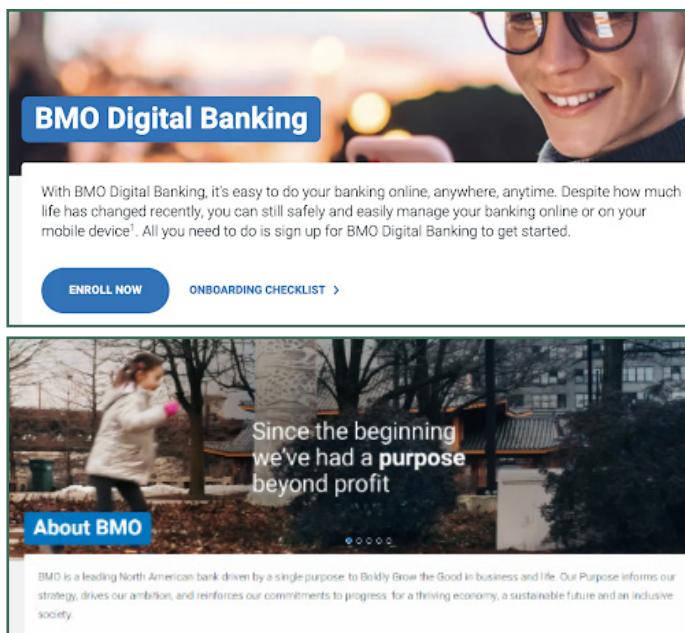 BMO Digital Banking
With BMO Digital Banking, it's easy to do your banking online, anywhere, anytime. Despite how much
life has changed recently, you can still safely and easily manage your banking online or on your
mobile device¹. All you need to do is sign up for BMO Digital Banking to get started.
ENROLL NOW
ONBOARDING CHECKLIST >
Since the beginning
we've had a purpose
beyond profit
About BMO
BMO is a leading North American bank driven by a single purpose: to Boldly Grow the Good in business and life. Our Purpose informs our
strategy, drives our ambition, and reinforces our commitments to progress: for a thriving economy, a sustainable future and an inclusive
society.